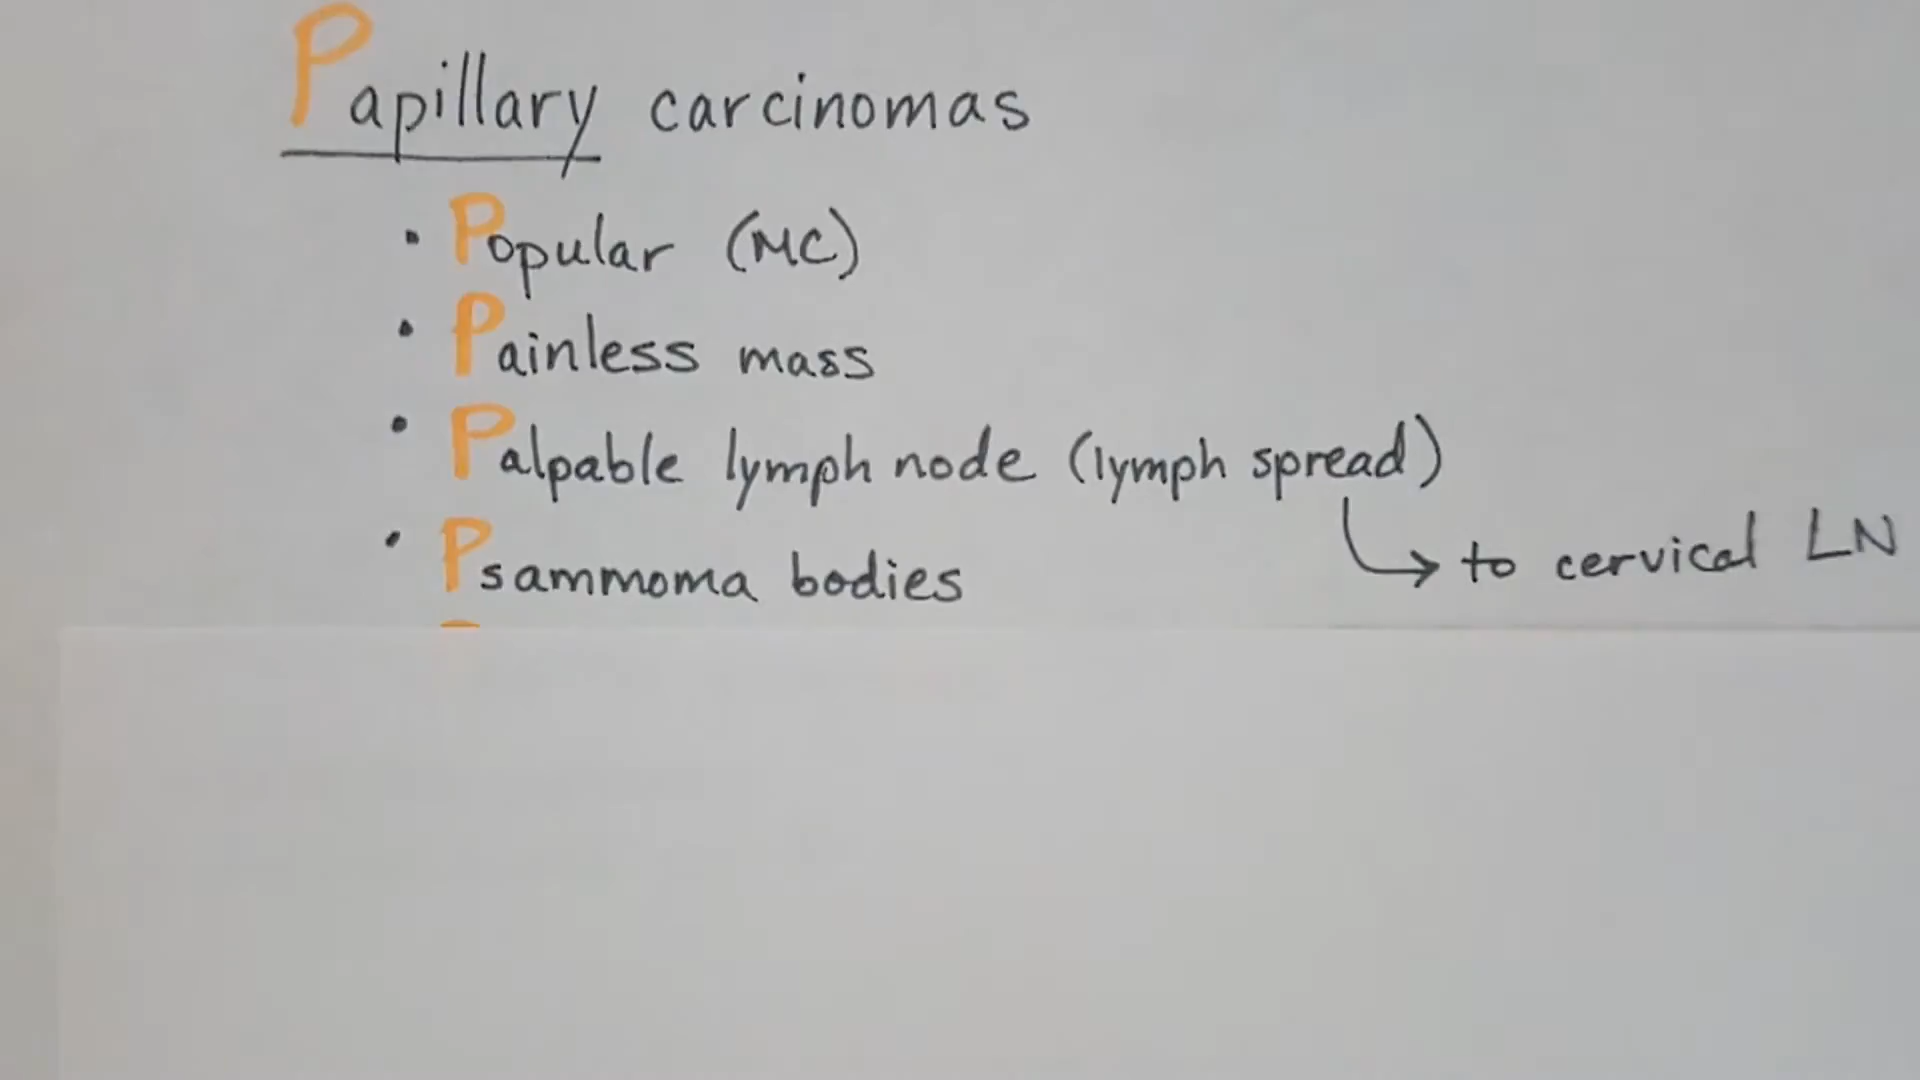 Papillary carcinomas
• Popular (MC)
• Painless mass
• Palpable lymph node (lymph spread)
→ to cervical LN
• Psammoma bodies